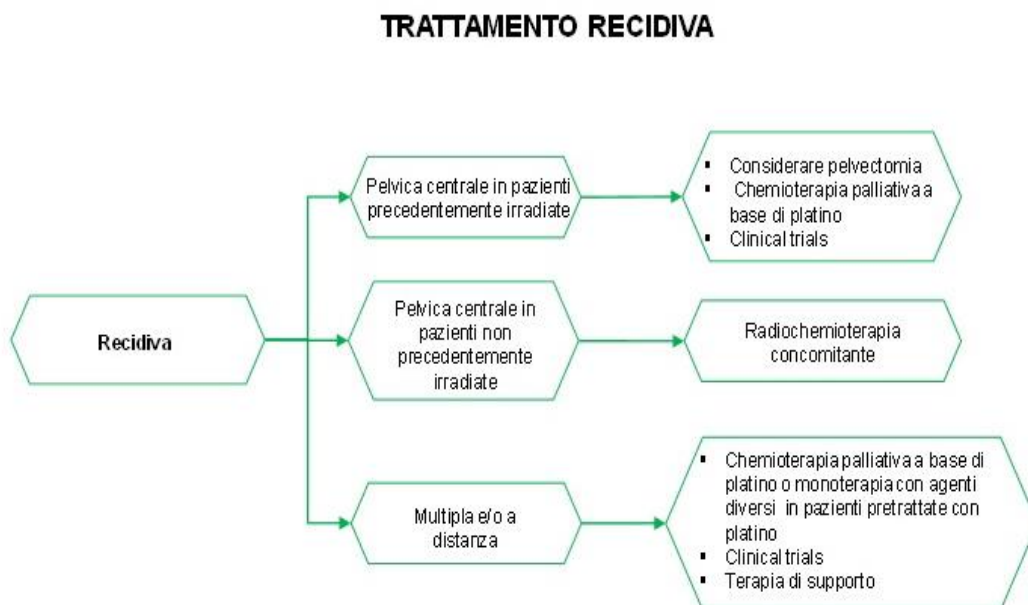 TRATTAMENTO RECIDIVA
Pelvica centrale in pazienti
precedentemente irradiate
▪ Considerare pelvectomia
▪ Chemioterapia palliativa a
base di platino
▪ Clinical trials
Recidiva
Pelvica centrale in
pazienti non
precedentemente
irradiate
Radiochemioterapia
concomitante
Multipla e/o a
distanza
▪ Chemioterapia palliativa a base di
platino o monoterapia con agenti
diversi in pazienti pretrattate con
platino
▪ Clinical trials
▪ Terapia di supporto